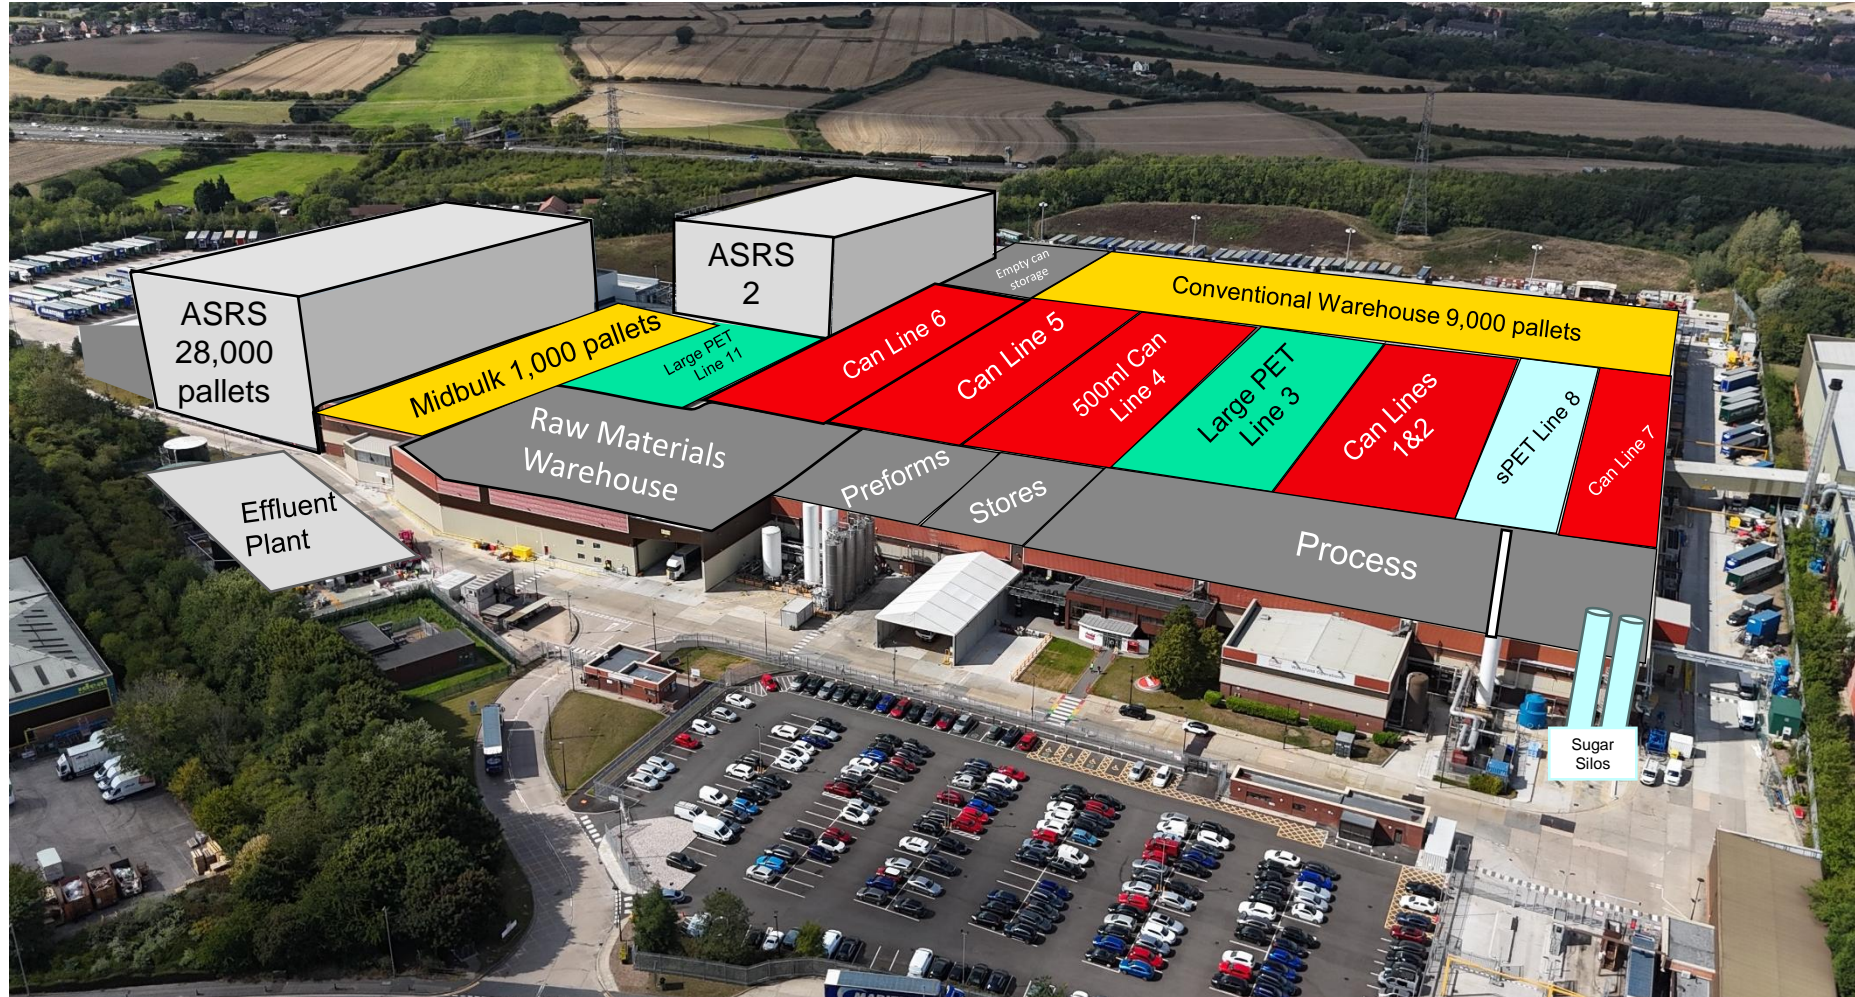 ASRS
28,000
pallets
ASRS
2
Empty can
storage
Conventional Warehouse 9,000 pallets
Midbulk 1,000 pallets
Large PET
Line 11
Can Line 6
Can Line 5
500ml Can
Line 4
Large PET
Line 3
Can Lines
1&2
sPET Line 8
Can Line 7
Raw Materials
Warehouse
Preforms
Stores
Process
Effluent
Plant
Sugar
Silos